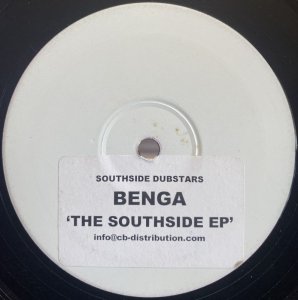 SOUTHSIDE DUBSTARS
BENGA
‘THE SOUTHSIDE EP’
info@cb-distribution.com